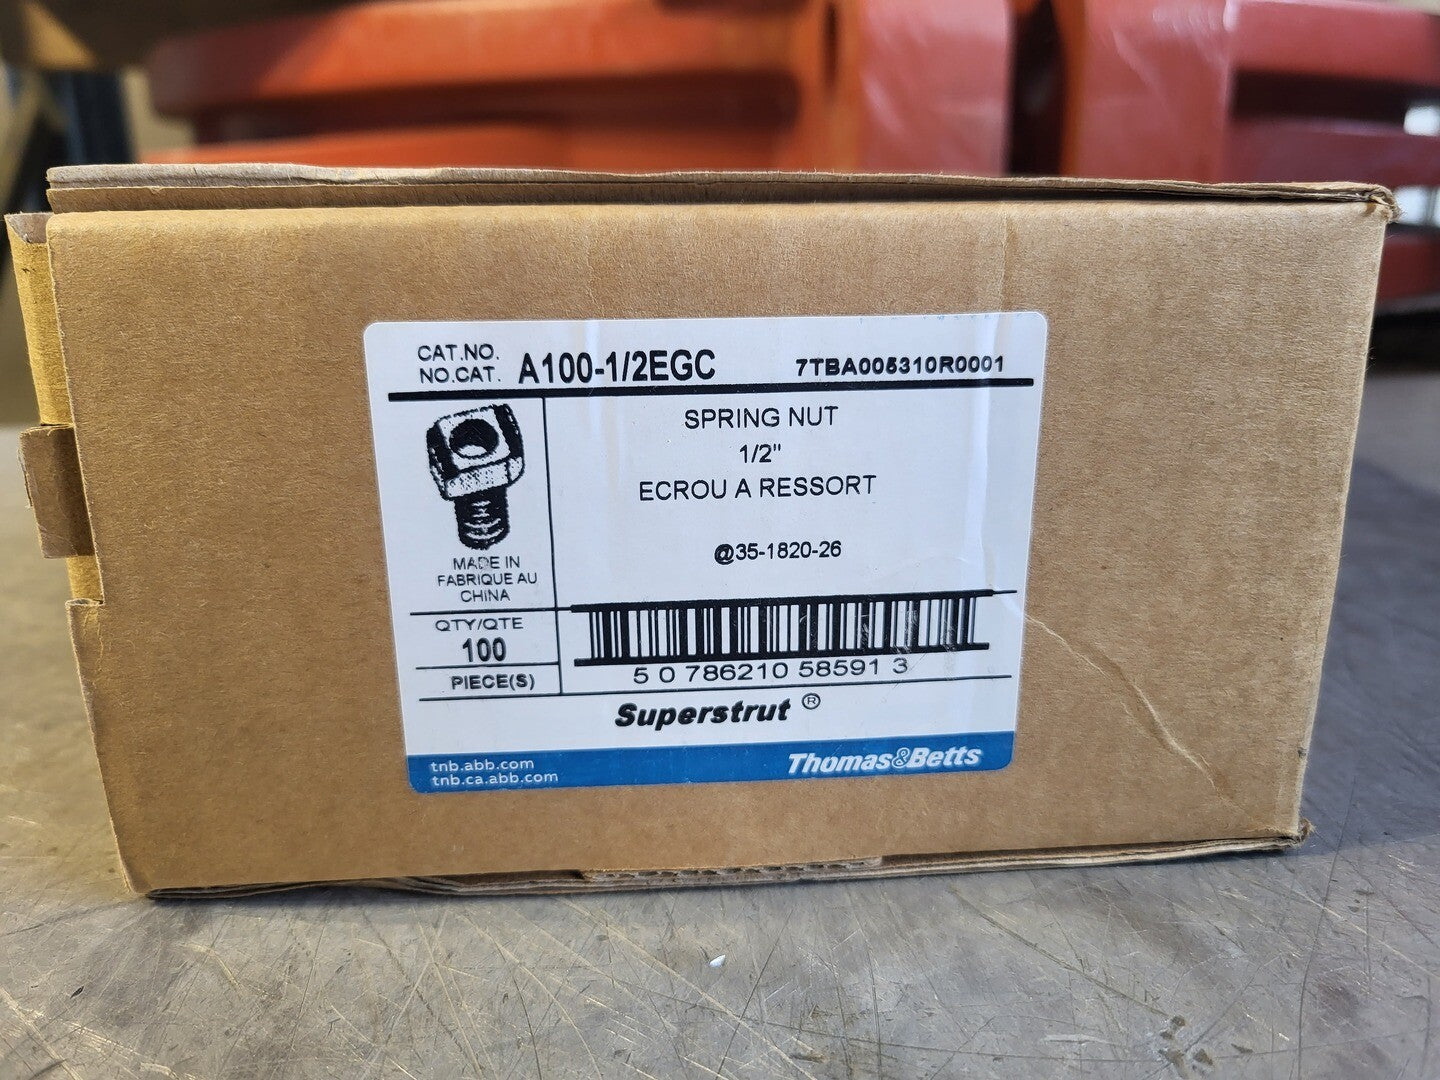 CAT.NO.
NO.CAT. A100-1/2EGC 7TBA005310R0001
SPRING NUT
1/2"
ECROU A RESSORT
@35-1820-26
MADE IN
FABRIQUE AU
CHINA
QTY/QTE
100
PIECE(S)
5 0 786210 58591 3
Superstrut ®
tnb.abb.com
tnb.ca.abb.com
Thomas&Betts